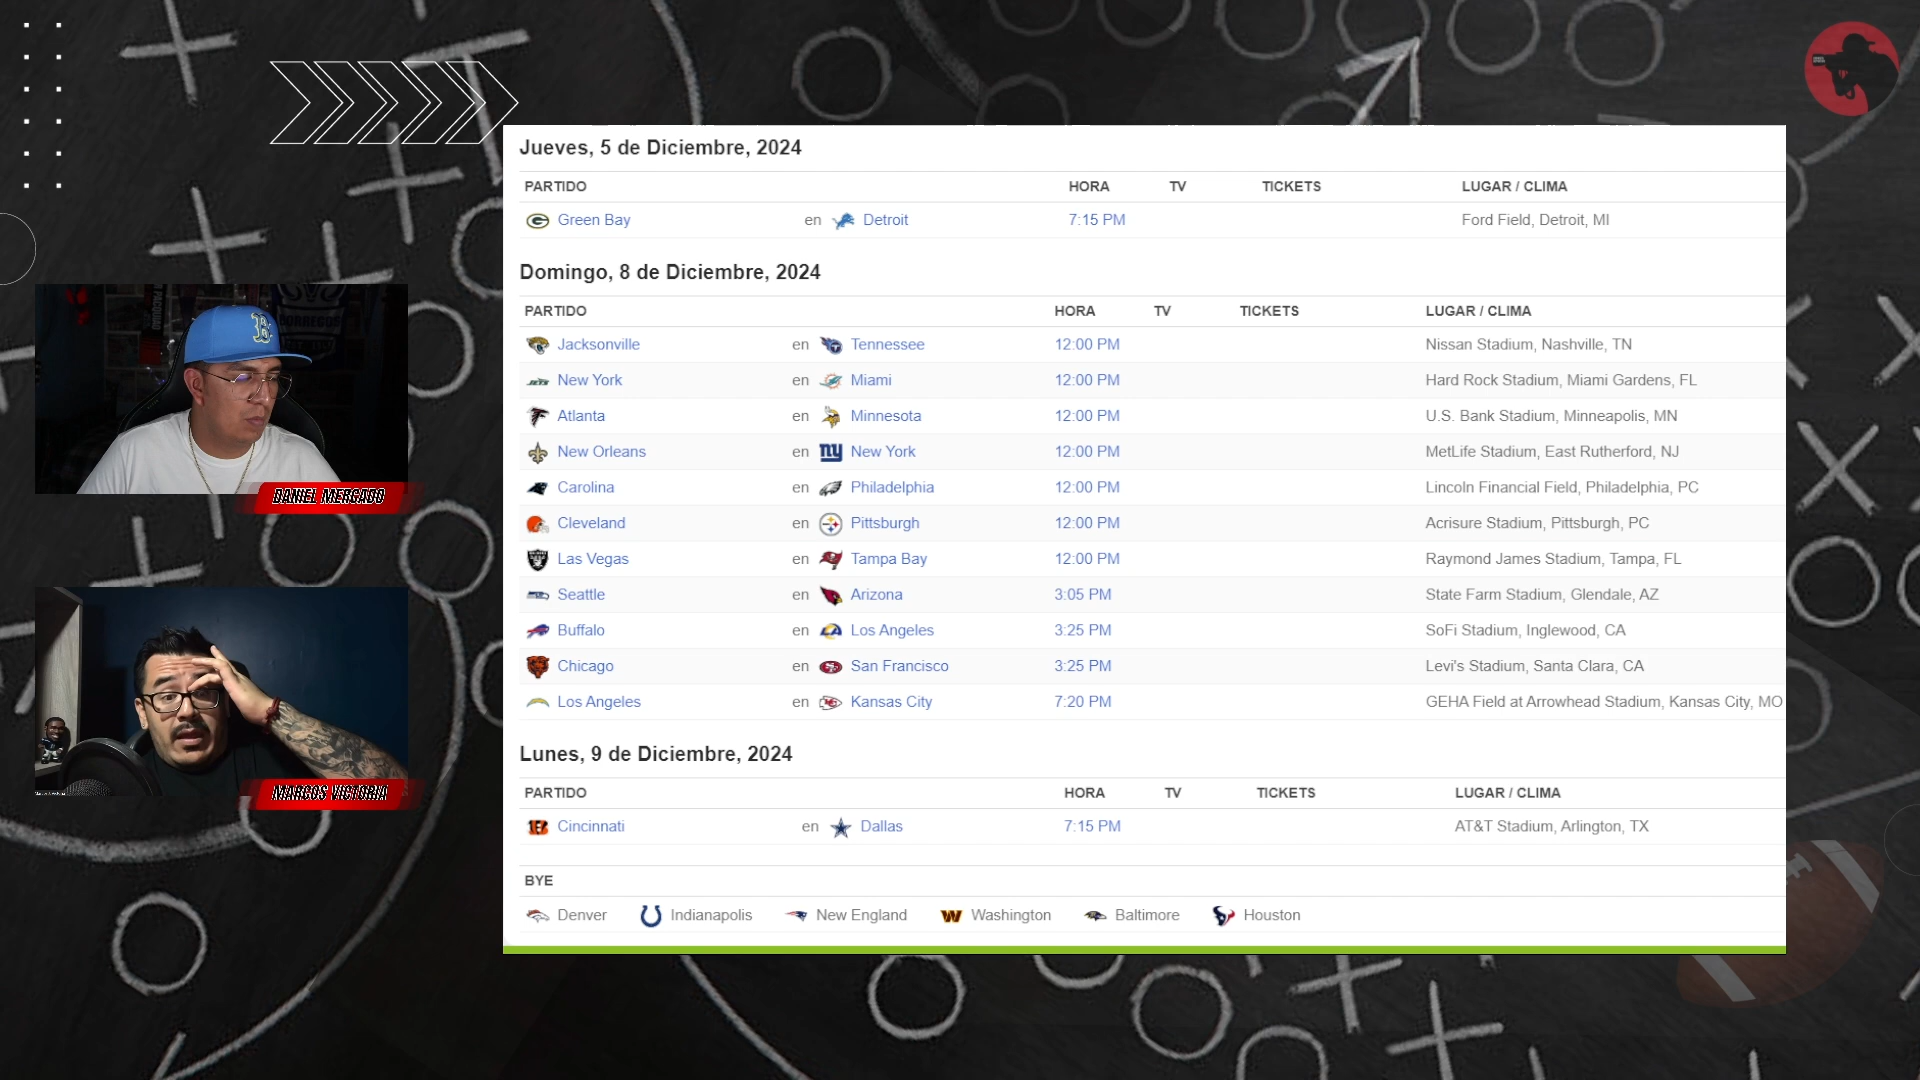 Jueves, 5 de Diciembre, 2024
PARTIDO HORA TV TICKETS LUGAR / CLIMA
Green Bay en Detroit 7:15 PM Ford Field, Detroit, MI
Domingo, 8 de Diciembre, 2024
PARTIDO HORA TV TICKETS LUGAR / CLIMA
Jacksonville en Tennessee 12:00 PM Nissan Stadium, Nashville, TN
New York en Miami 12:00 PM Hard Rock Stadium, Miami Gardens, FL
Atlanta en Minnesota 12:00 PM U.S. Bank Stadium, Minneapolis, MN
New Orleans en New York 12:00 PM MetLife Stadium, East Rutherford, NJ
Carolina en Philadelphia 12:00 PM Lincoln Financial Field, Philadelphia, PC
Cleveland en Pittsburgh 12:00 PM Acrisure Stadium, Pittsburgh, PC
Las Vegas en Tampa Bay 12:00 PM Raymond James Stadium, Tampa, FL
Seattle en Arizona 3:05 PM State Farm Stadium, Glendale, AZ
Buffalo en Los Angeles 3:25 PM SoFi Stadium, Inglewood, CA
Chicago en San Francisco 3:25 PM Levi's Stadium, Santa Clara, CA
Los Angeles en Kansas City 7:20 PM GEHA Field at Arrowhead Stadium, Kansas City, MO
Lunes, 9 de Diciembre, 2024
PARTIDO HORA TV TICKETS LUGAR / CLIMA
Cincinnati en Dallas 7:15 PM AT&T Stadium, Arlington, TX
BYE
Denver Indianapolis New England Washington Baltimore Houston
DANIEL MERCADO
MARCOS VICTORIA